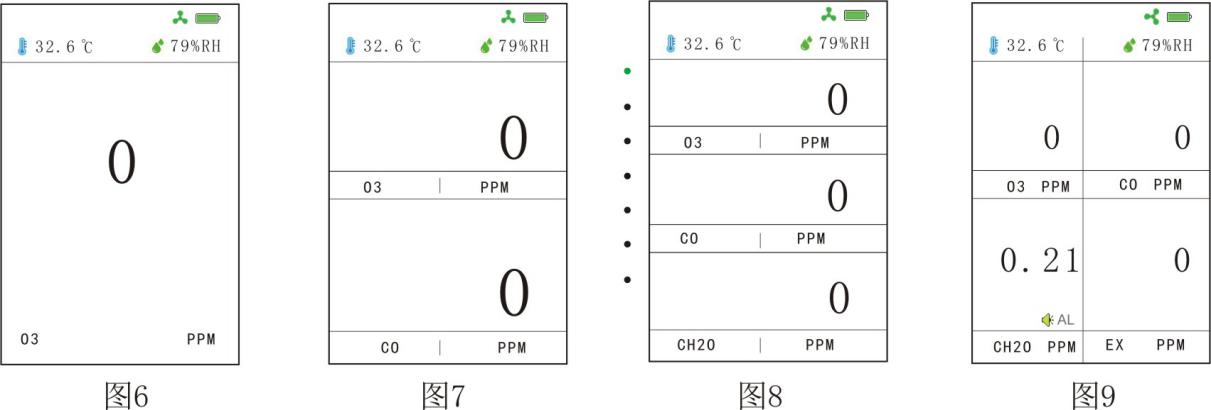 32.6℃ 79%RH
0
O3 PPM
图6
32.6℃ 79%RH
0
O3 | PPM
0
CO | PPM
图7
32.6℃ 79%RH
0
O3 | PPM
0
CO | PPM
0
CH2O | PPM
图8
32.6℃ 79%RH
0 0
O3 PPM CO PPM
0.21 0
AL
CH2O PPM EX PPM
图9